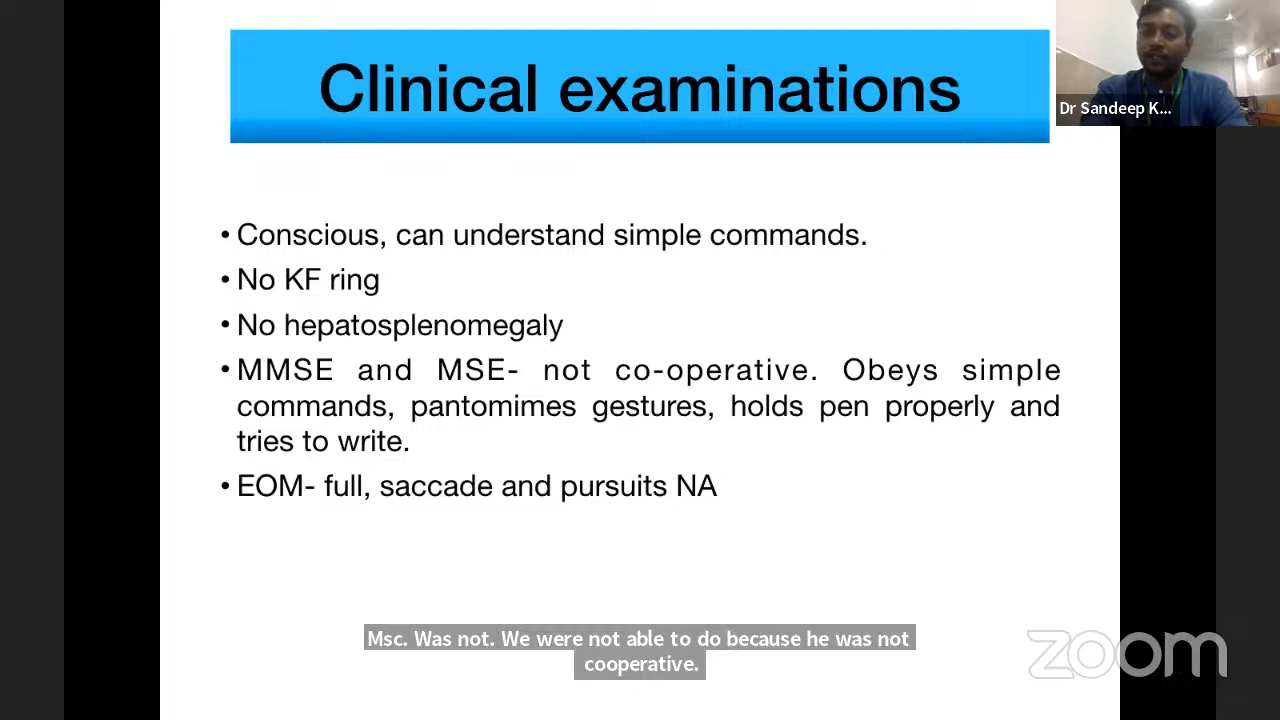 Clinical examinations
Dr Sandeep K...
• Conscious, can understand simple commands.
• No KF ring
• No hepatosplenomegaly
• MMSE and MSE- not co-operative. Obeys simple
commands, pantomimes gestures, holds pen properly and
tries to write.
• EOM- full, saccade and pursuits NA
Msc. Was not. We were not able to do because he was not
cooperative.
zoom